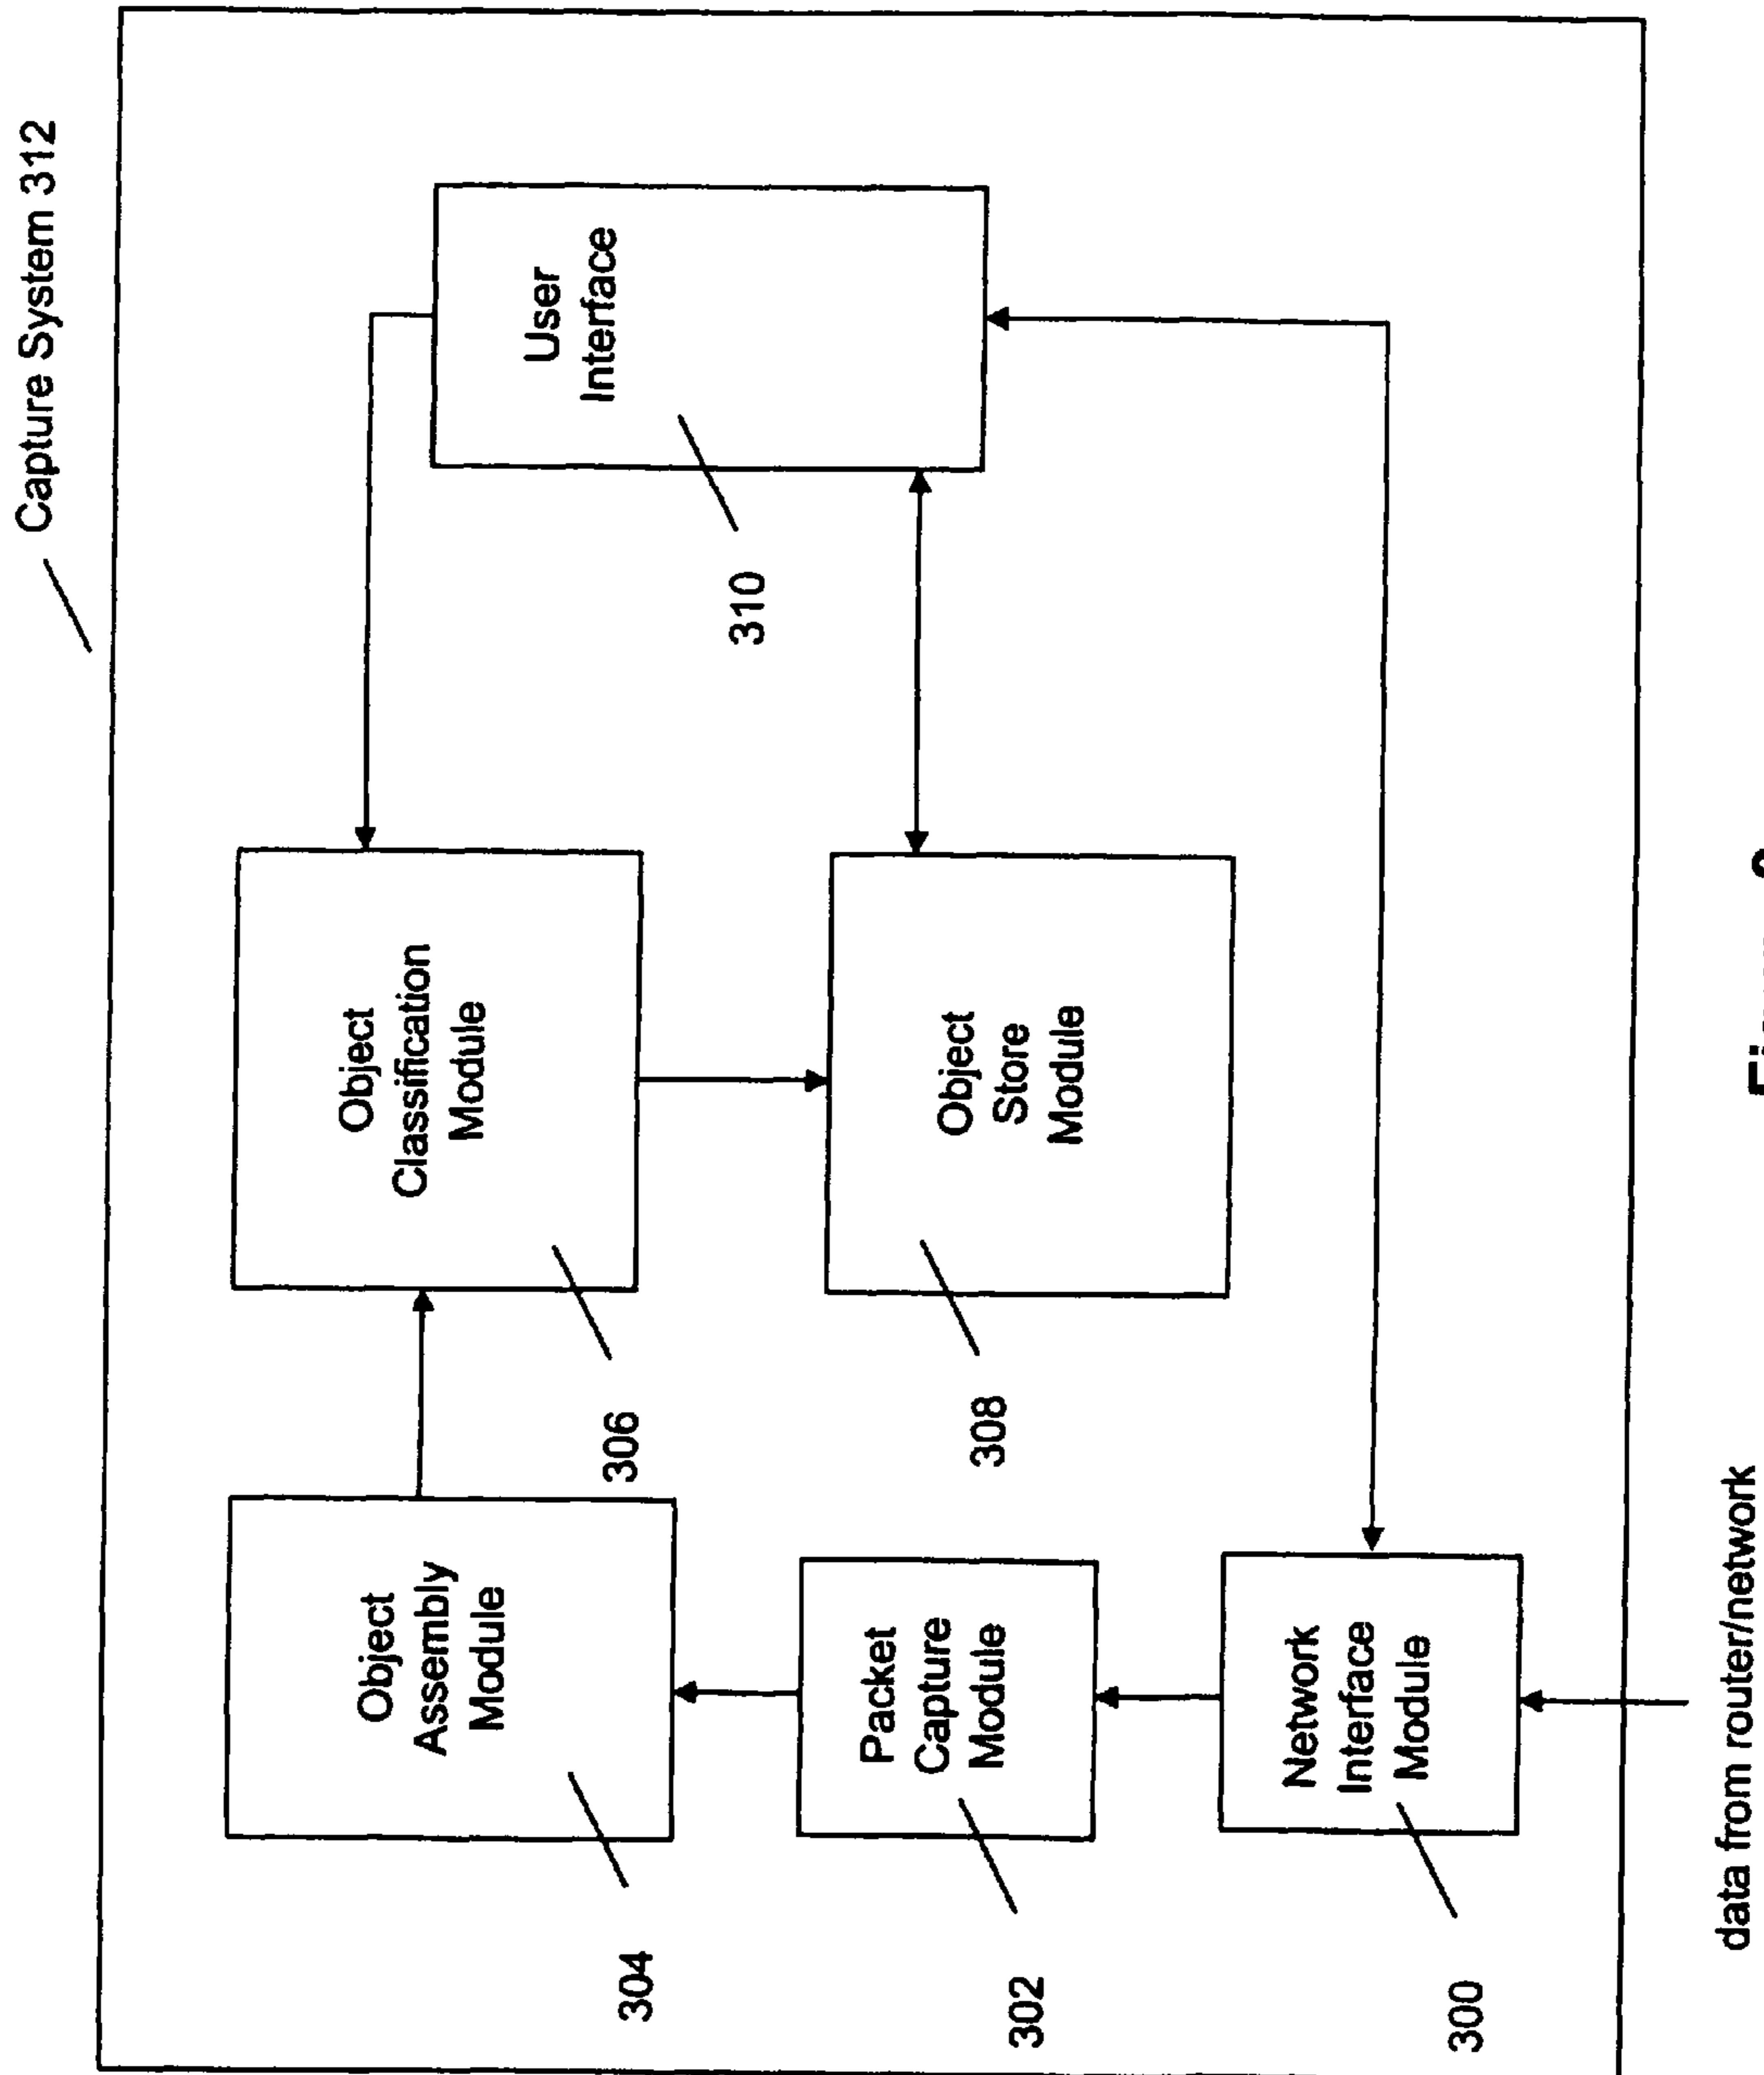 Capture System 312
Object
Assembly
Module
304
Object
Classification
Module
306
User
Interface
310
Packet
Capture
Module
302
Object
Store
Module
308
Network
Interface
Module
300
data from router/network